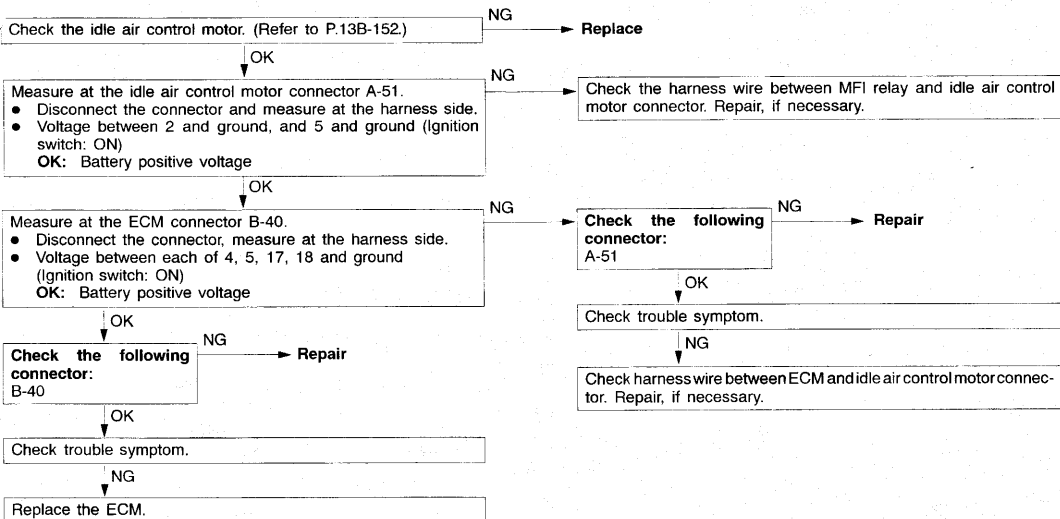 Check the idle air control motor. (Refer to P.13B-152.)
NG
Replace
OK
Measure at the idle air control motor connector A-51.
● Disconnect the connector and measure at the harness side.
● Voltage between 2 and ground, and 5 and ground (Ignition
switch: ON)
OK: Battery positive voltage
NG
Check the harness wire between MFI relay and idle air control
motor connector. Repair, if necessary.
OK
Measure at the ECM connector B-40.
● Disconnect the connector, measure at the harness side.
● Voltage between each of 4, 5, 17, 18 and ground
(Ignition switch: ON)
OK: Battery positive voltage
NG
Check the following
connector:
A-51
NG
Repair
OK
Check trouble symptom.
NG
Check harness wire between ECM and idle air control motor connec-
tor. Repair, if necessary.
OK
Check the following
connector:
B-40
NG
Repair
OK
Check trouble symptom.
NG
Replace the ECM.